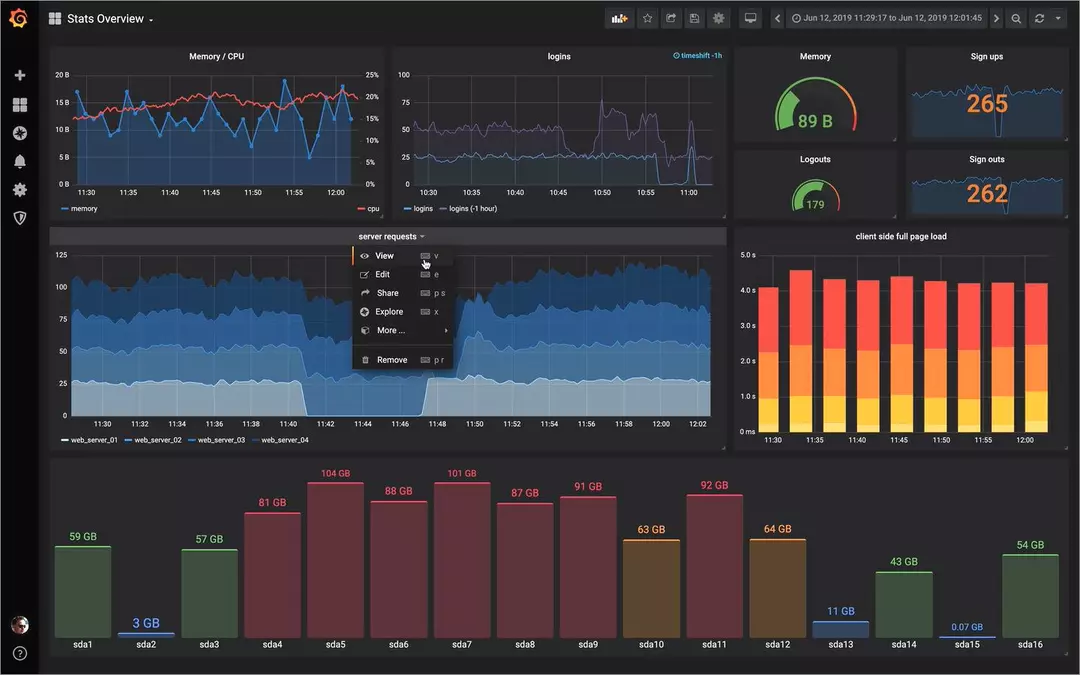 Stats Overview
Jun 12, 2019 11:29:17 to Jun 12, 2019 12:01:45
Memory / CPU
20 B
15 B
10 B
5 B
0 B
25%
20%
15%
10%
5%
0%
11:30 11:35 11:40 11:45 11:50 11:55 12:00
memory cpu
logins
timeshift -1h
100
75
50
25
0
10:30 10:35 10:40 10:45 10:50 10:55 11:00
logins logins (-1 hour)
Memory
89 B
Sign ups
265
Logouts
179
Sign outs
262
server requests
125
100
75
50
25
0
11:30 11:32 11:34 11:36 11:38 11:40 11:42 11:44 11:46 11:48 11:50 11:52 11:54 11:56 11:58 12:00 12:02
web_server_01 web_server_02 web_server_03 web_server_04
View v
Edit e
Share p s
Explore x
More ...
Remove p r
client side full page load
5.0 s
4.0 s
3.0 s
2.0 s
1.0 s
0 ms
11:30 11:35 11:40 11:45 11:50 11:55 12:00
59 GB 3 GB 57 GB 81 GB 104 GB 88 GB 101 GB 87 GB 91 GB 63 GB 92 GB 64 GB 11 GB 43 GB 0.07 GB 54 GB
sda1 sda2 sda3 sda4 sda5 sda6 sda7 sda8 sda9 sda10 sda11 sda12 sda13 sda14 sda15 sda16